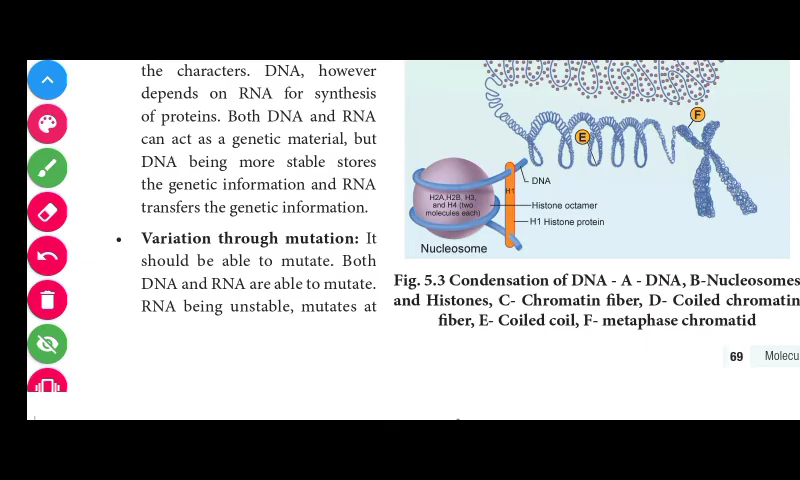 the characters. DNA, however
depends on RNA for synthesis
of proteins. Both DNA and RNA
can act as a genetic material, but
DNA being more stable stores
the genetic information and RNA
transfers the genetic information.
• Variation through mutation: It
should be able to mutate. Both
DNA and RNA are able to mutate.
RNA being unstable, mutates at
F
E
DNA
H1
H2A,H2B, H3,
and H4 (two
molecules each)
Histone octamer
H1 Histone protein
Nucleosome
Fig. 5.3 Condensation of DNA - A - DNA, B-Nucleosomes
and Histones, C- Chromatin fiber, D- Coiled chromatin
fiber, E- Coiled coil, F- metaphase chromatid
69 Molecu